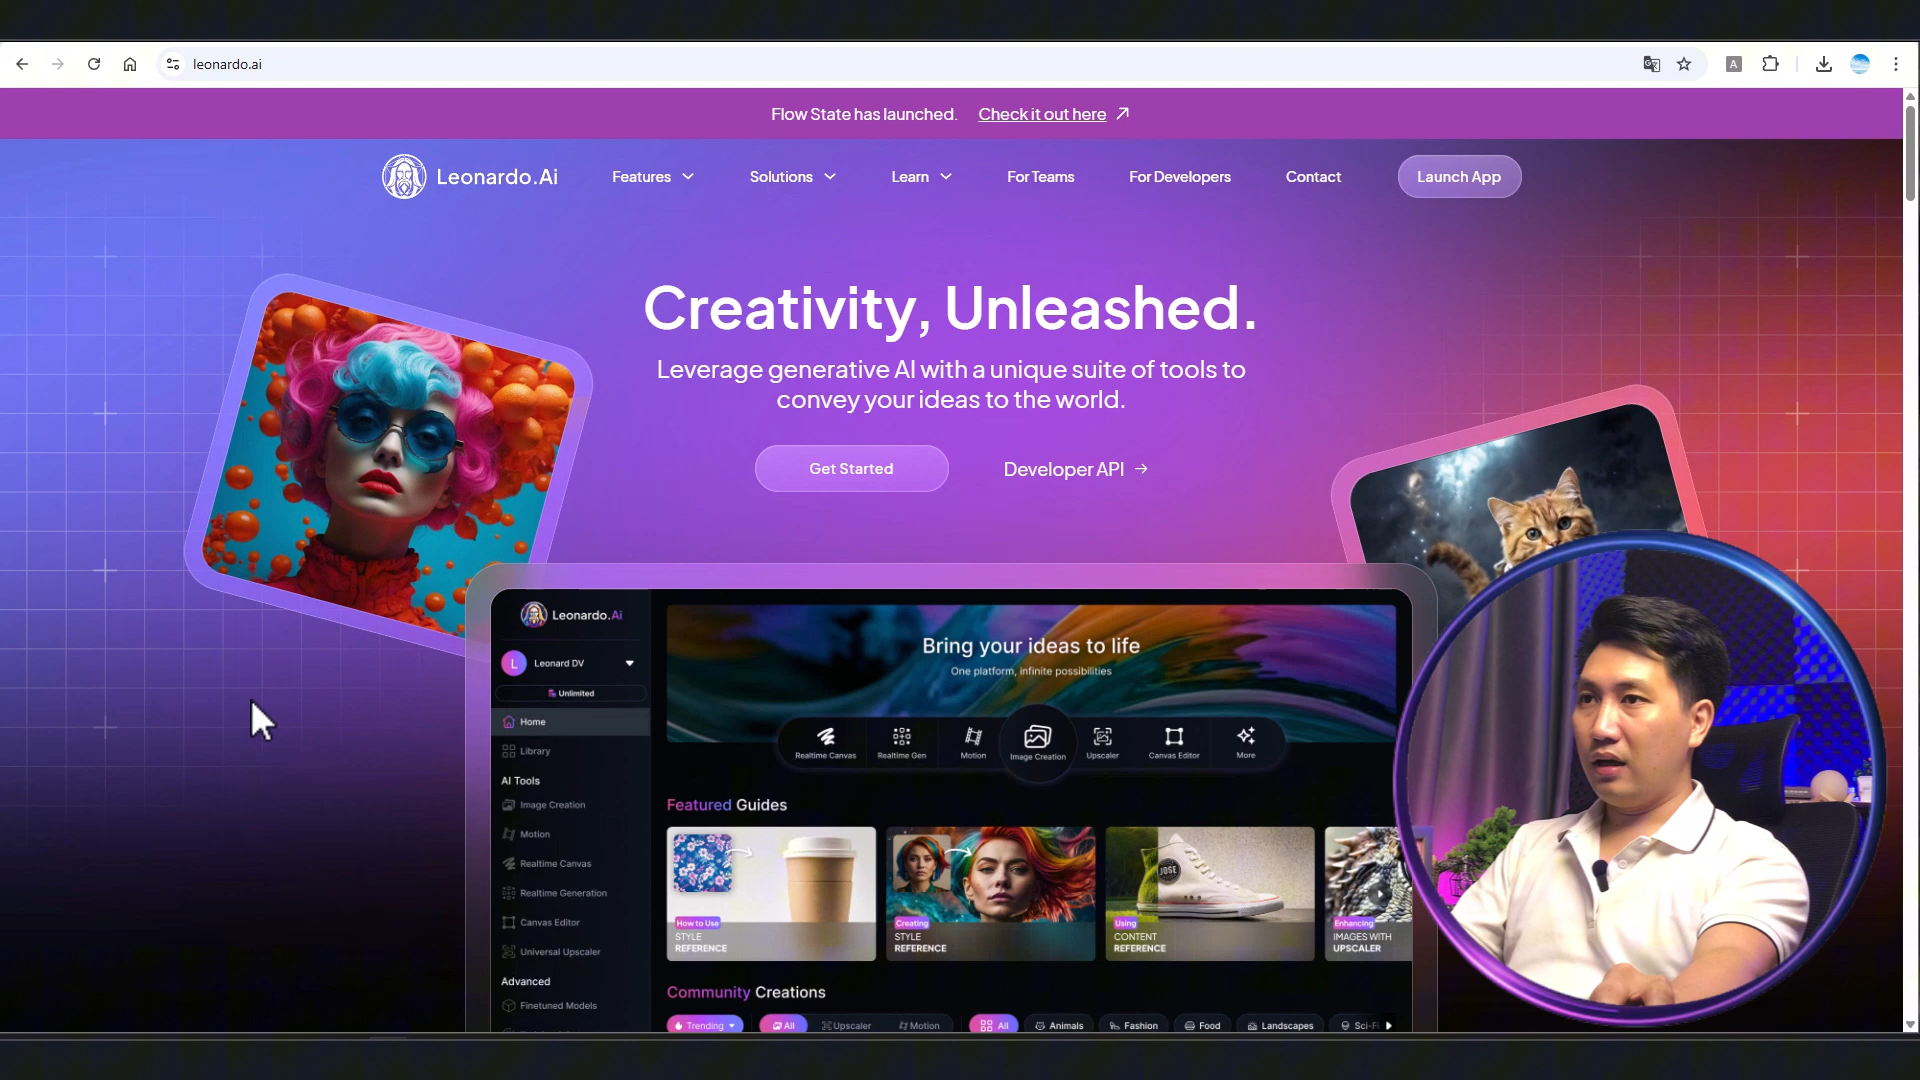 leonardo.ai
A
Flow State has launched. Check it out here
Leonardo.Ai
Features
Solutions
Learn
For Teams
For Developers
Contact
Launch App
Creativity, Unleashed.
Leverage generative AI with a unique suite of tools to
convey your ideas to the world.
Get Started
Developer API
Leonardo.Ai
L
Leonard DV
Unlimited
Home
Library
AI Tools
Image Creation
Motion
Realtime Canvas
Realtime Generation
Canvas Editor
Universal Upscaler
Advanced
Finetuned Models
Bring your ideas to life
One platform, infinite possibilities
Realtime Canvas
Realtime Gen
Motion
Image Creation
Upscaler
Canvas Editor
More
Featured Guides
How to Use
STYLE
REFERENCE
Creating
STYLE
REFERENCE
JOSE
Using
CONTENT
REFERENCE
Enhancing
IMAGES WITH
UPSCALER
Community Creations
Trending
All
Upscaler
Motion
All
Animals
Fashion
Food
Landscapes
Sci-Fi